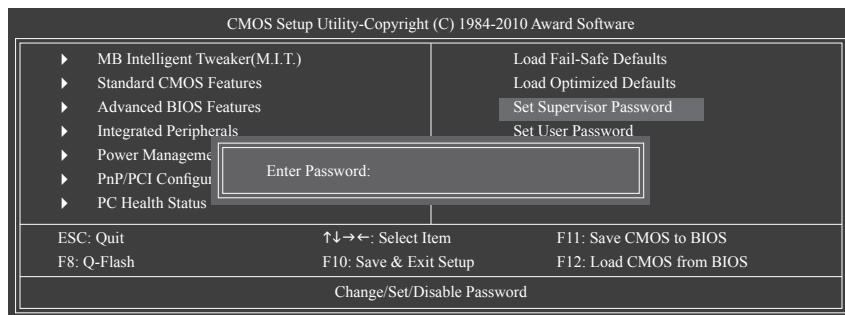 CMOS Setup Utility-Copyright (C) 1984-2010 Award Software
▶ MB Intelligent Tweaker(M.I.T.)
▶ Standard CMOS Features
▶ Advanced BIOS Features
▶ Integrated Peripherals
▶ Power Manageme
▶ PnP/PCI Configur
▶ PC Health Status
Load Fail-Safe Defaults
Load Optimized Defaults
Set Supervisor Password
Set User Password
Enter Password:
ESC: Quit ↑↓→←: Select Item F11: Save CMOS to BIOS
F8: Q-Flash F10: Save & Exit Setup F12: Load CMOS from BIOS
Change/Set/Disable Password